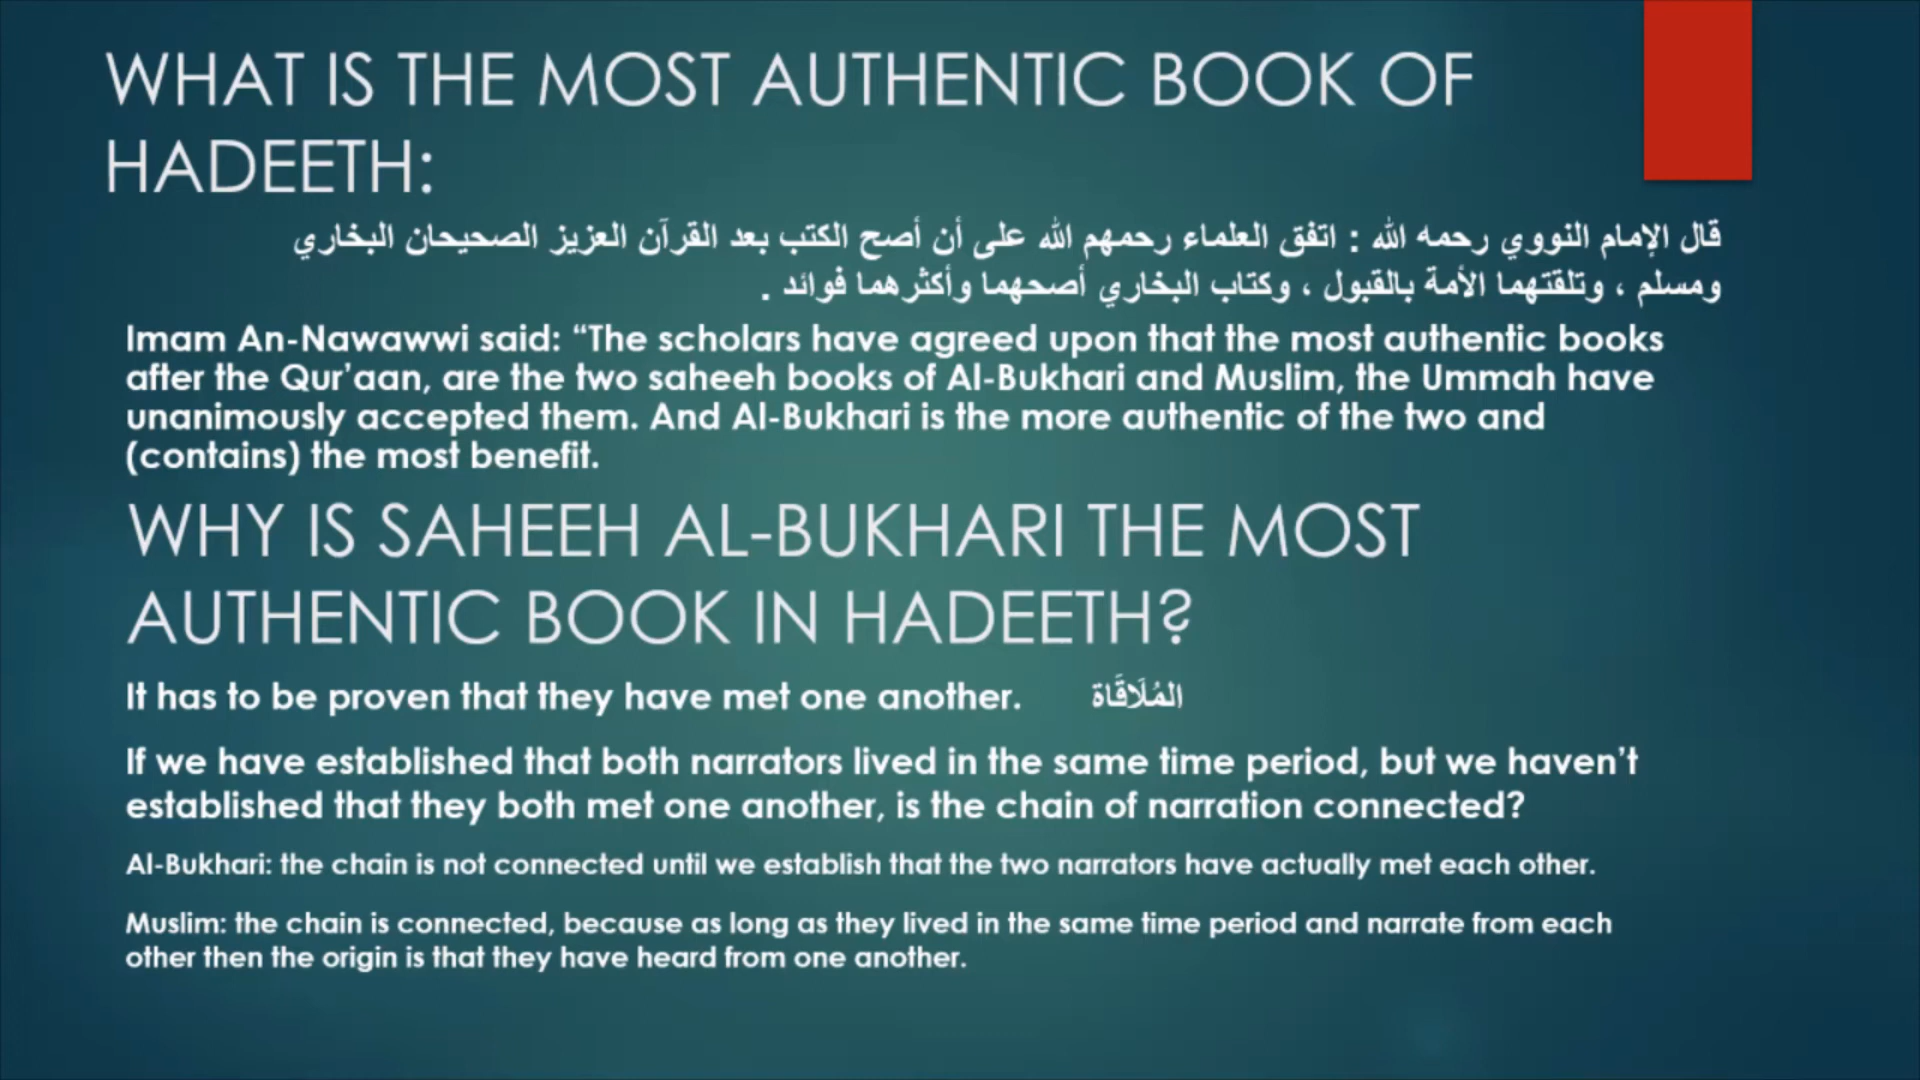 WHAT IS THE MOST AUTHENTIC BOOK OF
HADEETH:
قال الإمام النووي رحمه الله : اتفق العلماء رحمهم الله على أن أصح الكتب بعد القرآن العزيز الصحيحان البخاري
ومسلم ، وتلقتهما الأمة بالقبول ، وكتاب البخاري أصحهما وأكثرهما فوائد .
Imam An-Nawawwi said: “The scholars have agreed upon that the most authentic books
after the Qur’aan, are the two saheeh books of Al-Bukhari and Muslim, the Ummah have
unanimously accepted them. And Al-Bukhari is the more authentic of the two and
(contains) the most benefit.
WHY IS SAHEEH AL-BUKHARI THE MOST
AUTHENTIC BOOK IN HADEETH?
It has to be proven that they have met one another. المُلَاقَاة
If we have established that both narrators lived in the same time period, but we haven’t
established that they both met one another, is the chain of narration connected?
Al-Bukhari: the chain is not connected until we establish that the two narrators have actually met each other.
Muslim: the chain is connected, because as long as they lived in the same time period and narrate from each
other then the origin is that they have heard from one another.